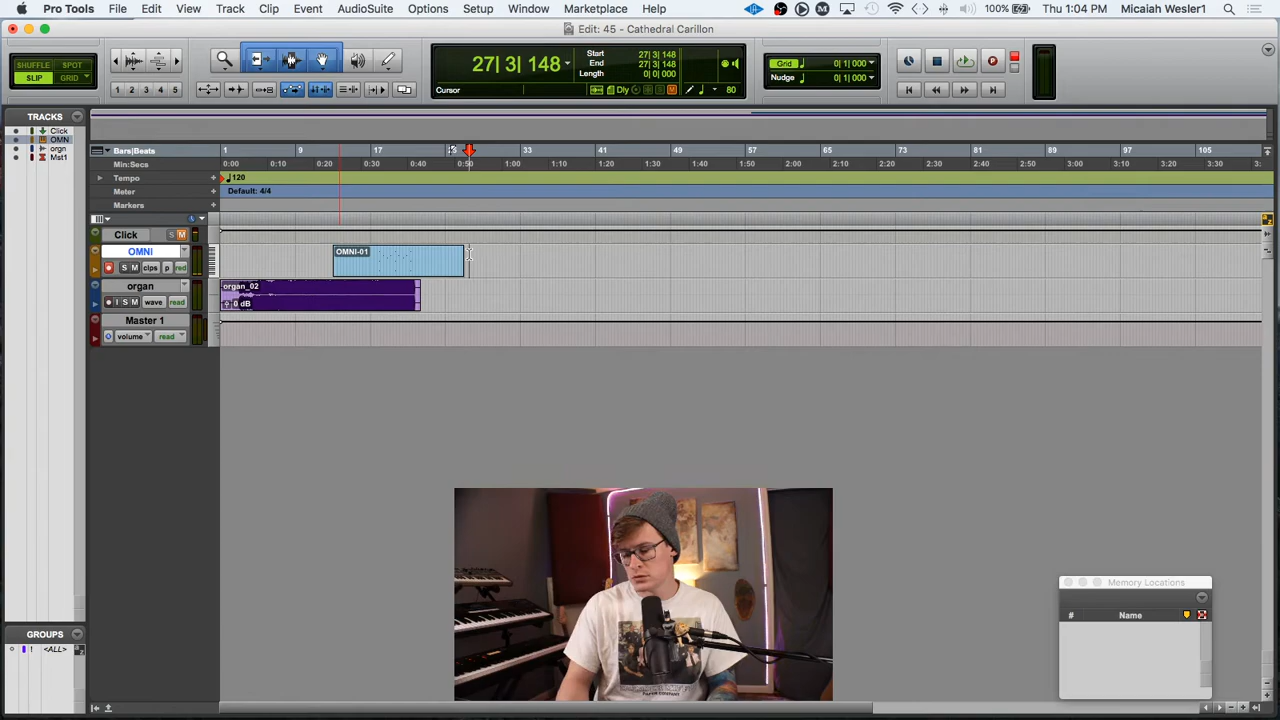 Pro Tools File Edit View Track Clip Event AudioSuite Options Setup Window Marketplace Help 100% Thu 1:04 PM Micaiah Wesler1
Edit: 45 - Cathedral Carillon
SHUFFLE SPOT
SLIP GRID
1 2 3 4 5
27| 3| 148
Start 27| 3| 148
End 27| 3| 148
Length 0| 0| 000
Cursor
Dly
80
Grid 0| 1| 000
Nudge 0| 1| 000
TRACKS
Click
OMN
orgn
Mst1
Bars|Beats 1 9 17 33 41 49 57 65 73 81 89 97 105
Min:Secs 0:00 0:10 0:20 0:30 0:40 0:50 1:00 1:10 1:20 1:30 1:40 1:50 2:00 2:10 2:20 2:30 2:40 2:50 3:00 3:10 3:20 3:30
Tempo 120
Meter Default: 4/4
Markers
Click S M
OMNI OMNI-01
S M clips p red
organ organ_02
I S M wave read 0 dB
Master 1
volume read
GROUPS
! <ALL>
Memory Locations
# Name